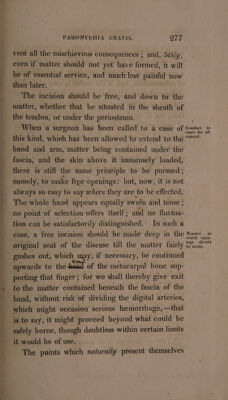 PARONYCHIA GRAVIS. 277
vent all the mischievous consequences; and, 5thly,
even if matter should not yet have formed, it will
be of essential service, and much less painful now
than later.
The incision should be free, and down to the
matter, whether that be situated in the sheath of
the tendon, or under the periosteum.
When a surgeon has been called to a case of
this kind, which has been allowed to extend to the
hand and arm, matter being contained under the
fascia, and the skin above it immensely loaded,
there is still the same principle to be pursued;
namely, to make free openings: but, now, it is not
always so easy to say where they are to be effected.
The whole hand appears equally swoln and tense;
no point of selection offers itself; and no fluctua-
tion can be satisfactorily distinguished. In such a
case, a free incision should be made deep in the
original seat of the disease till the matter fairly
gushes out, which may, if necessary, be continued
upwards to the of the metacarpal bone sup-
porting that finger; for we shall thereby give exit
to the matter contained beneath the fascia of the
hand, without risk of dividing the digital arteries,
which might occasion serious hæmorrhage,—that
is to say, it might proceed beyond what could be
safely borne, though doubtless within certain limits
it would be of use.
The points which naturally present themselves
Conduct in
cases far ad-
vanced.
Manner in
which open-
ings should
be made.